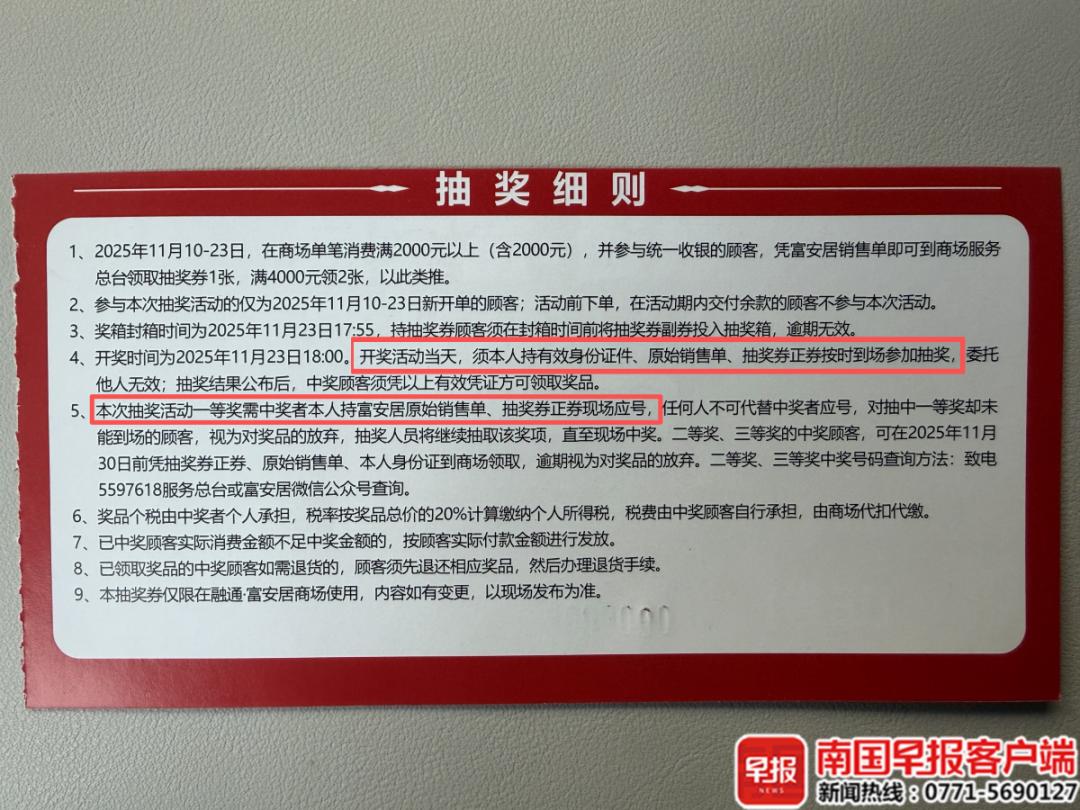 抽奖细则
1、2025年11月10-23日，在商场单笔消费满2000元以上（含2000元），并参与统一收银的顾客，凭富安居销售单即可到商场服务
总台领取抽奖券1张，满4000元领2张，以此类推。
2、参与本次抽奖活动的仅为2025年11月10-23日新开单的顾客；活动前下单，在活动期内交付余款的顾客不参与本次活动。
3、奖箱封箱时间为2025年11月23日17:55，持抽奖券顾客须在封箱时间前将抽奖券副券投入抽奖箱，逾期无效。
4、开奖时间为2025年11月23日18:00。开奖活动当天，须本人持有效身份证件、原始销售单、抽奖券正券按时到场参加抽奖，委托
他人无效；抽奖结果公布后，中奖顾客须凭以上有效凭证方可领取奖品。
5、本次抽奖活动一等奖需中奖者本人持富安居原始销售单、抽奖券正券现场应号，任何人不可代替中奖者应号，对抽中一等奖却未
能到场的顾客，视为对奖品的放弃，抽奖人员将继续抽取该奖项，直至现场中奖。二等奖、三等奖的中奖顾客，可在2025年11月
30日前凭抽奖券正券、原始销售单、本人身份证到商场领取，逾期视为对奖品的放弃。二等奖、三等奖中奖号码查询方法：致电
5597618服务总台或富安居微信公众号查询。
6、奖品个税由中奖者个人承担，税率按奖品总价的20%计算缴纳个人所得税，税费由中奖顾客自行承担，由商场代扣代缴。
7、已中奖顾客实际消费金额不足中奖金额的，按顾客实际付款金额进行发放。
8、已领取奖品的中奖顾客如需退货的，顾客须先退还相应奖品，然后办理退货手续。
9、本抽奖券仅限在融通·富安居商场使用，内容如有变更，以现场发布为准。
早报
NEWS
南国早报客户端
新闻热线：0771-5690127